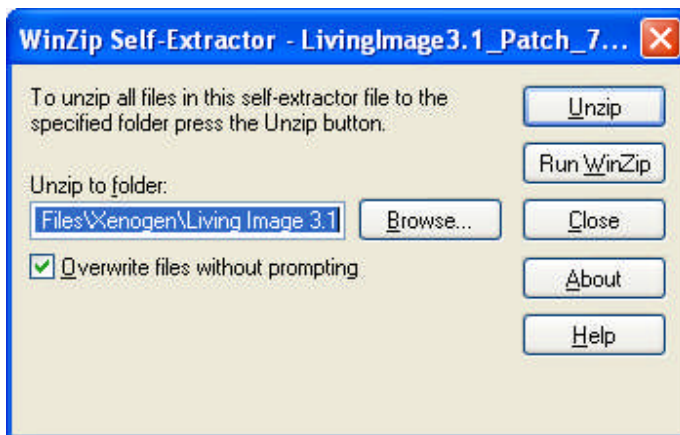 WinZip Self-Extractor - LivingImage3.1_Patch_7...
To unzip all files in this self-extractor file to the
specified folder press the Unzip button.
Unzip
Run WinZip
Unzip to folder:
Files\Xenogen\Living Image 3.1
Browse...
Close
Overwrite files without prompting
About
Help